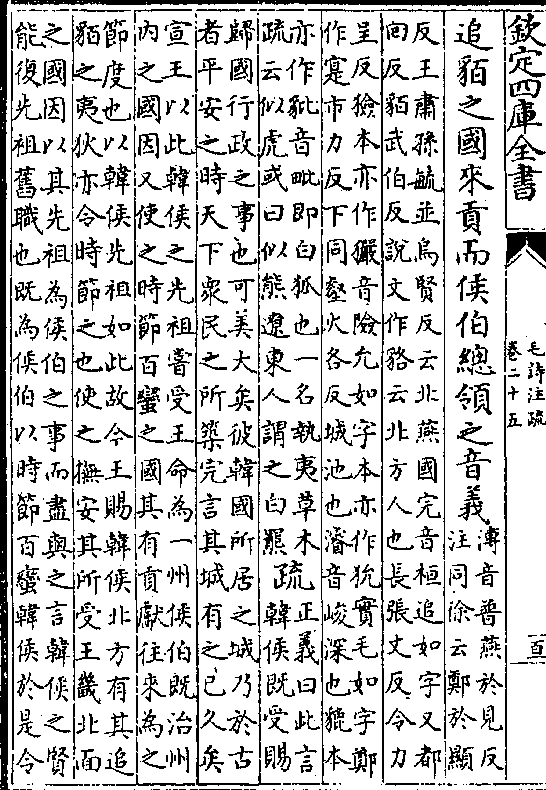 欽定四庫全書
毛詩注疏
卷二十五
百
追貊之國來貢而侯伯總領之音義
溥音普燕於見反
注同徐云鄭於顯
反王肅孫毓並烏賢反云北燕國完音桓追如字又都
回反貊武伯反說文作貉云北方人也長張丈反令力
呈反獫本亦作玁音險允如字本亦作狁實毛如字鄭
作寔市力反下同壑火各反城池也濬音峻深也貔本
亦作豼音毗即白狐也一名執夷草木
疏云似虎或曰似熊遼東人謂之白羆
疏
正義曰此言
韓侯既受賜
歸國行政之事也可美大矣彼韓國所居之城乃於古
者平安之時天下衆民之所築完言其城有之已久矣
宣王以此韓侯之先祖嘗受王命為一州侯伯既治州
内之國因又使之時節百蠻之國其有貢獻往來為之
節度也以韓侯先祖如此故今王賜韓侯北方有其追
貊之夷狄亦令時節之也使之撫安其所受王畿北面
之國因以其先祖為侯伯之事而盡與之言韓侯之賢
能復先祖舊職也既為侯伯以時節百蠻韓侯於是令